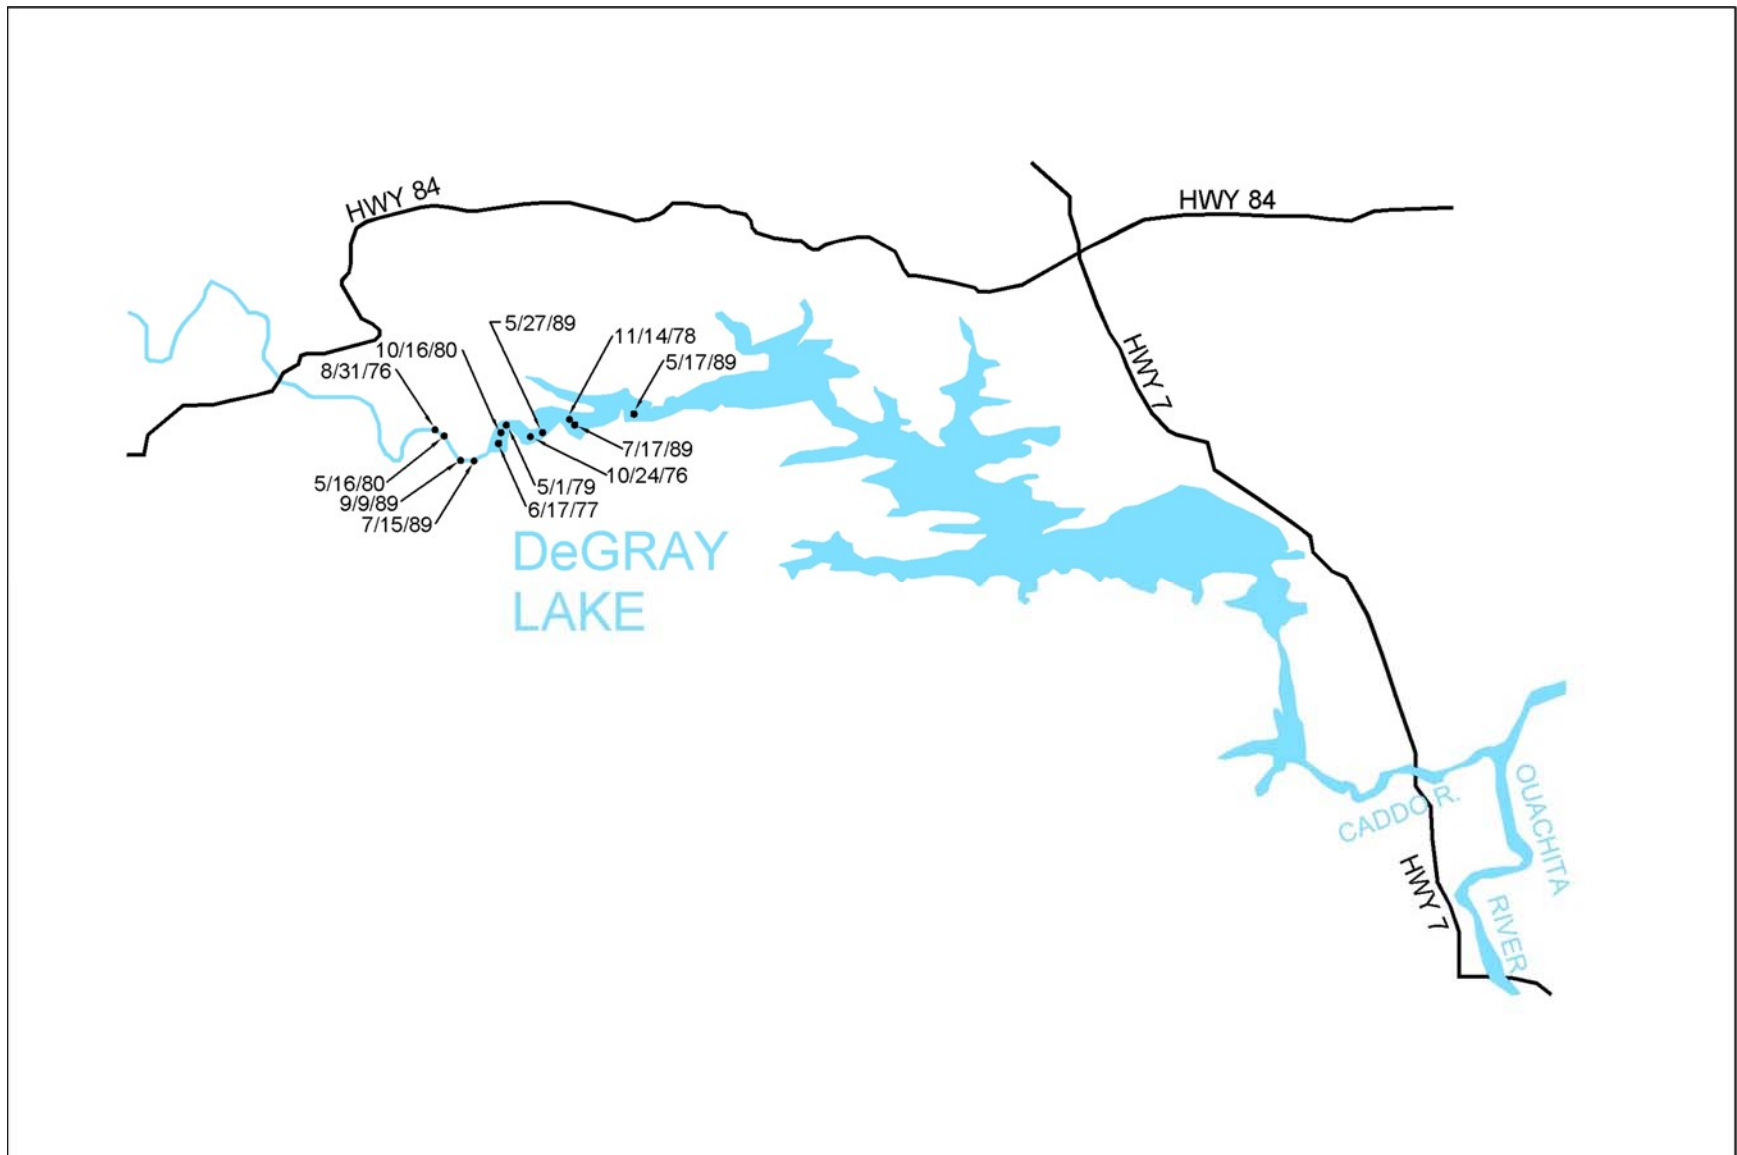 HWY 84
HWY 84
5/27/89
11/14/78
10/16/80
5/17/89
8/31/76
HWY 7
7/17/89
10/24/76
5/16/80
5/1/79
9/9/89
6/17/77
7/15/89
DeGRAY
LAKE
CADDO R.
OUACHITA
RIVER
HWY 7